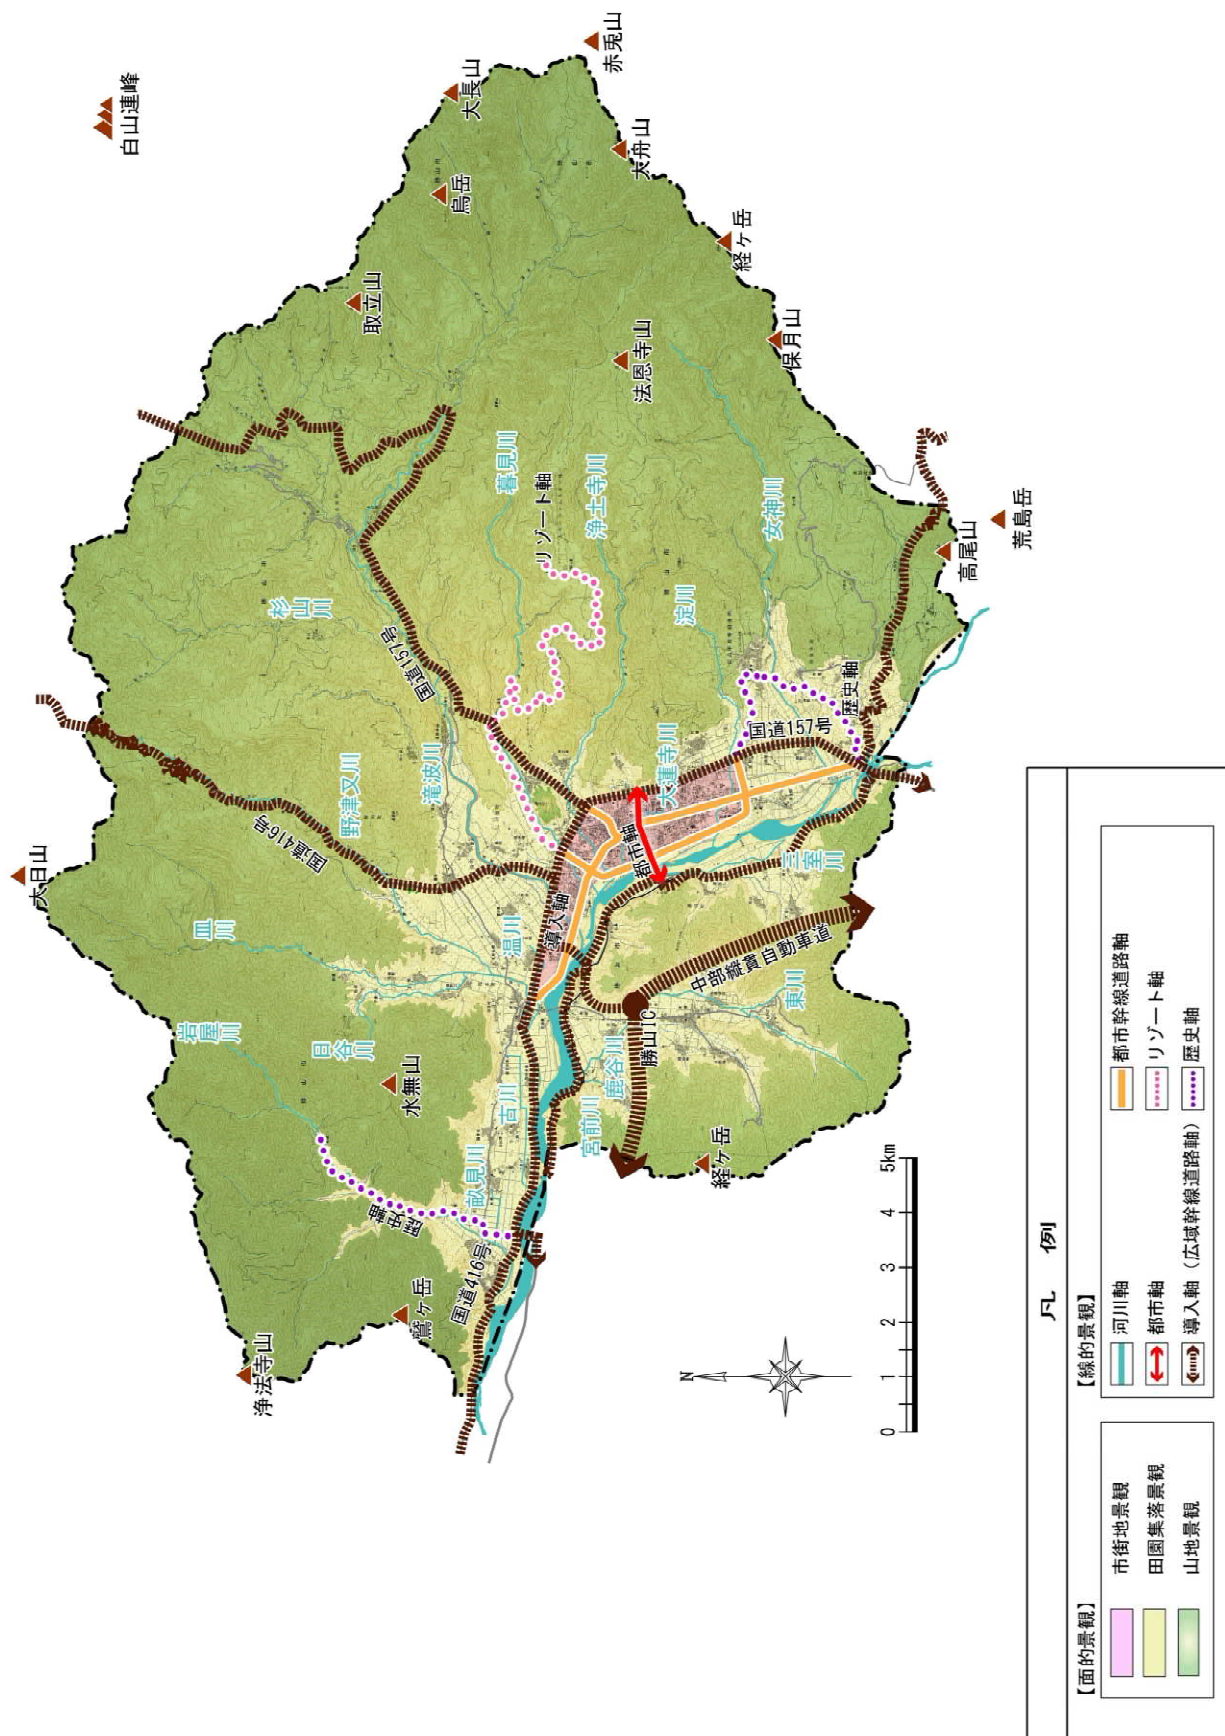 白山連峰
赤兎山
大長山
烏岳
大舟山
取立山
経ヶ岳
法恩寺山
保月山
暮見川
リゾート軸
浄土寺川
女神川
荒島岳
高尾山
杉山川
淀川
国道157号
歴史軸
国道157号
滝波川
野津又川
大蓮寺川
国道416号
都市軸
三室川
大日山
皿川
温川
導入軸
中部縦貫自動車道
東川
岩屋川
旦谷川
水無山
古川
鹿谷川
勝山IC
宮前川
畝見川
経ヶ岳
歴史軸
国道416号
鷲ヶ岳
浄法寺山
N
0 1 2 3 4 5km
凡 例
【面的景観】
市街地景観
田園集落景観
山地景観
【線的景観】
河川軸
都市軸
導入軸(広域幹線道路軸)
都市幹線道路軸
リゾート軸
歴史軸